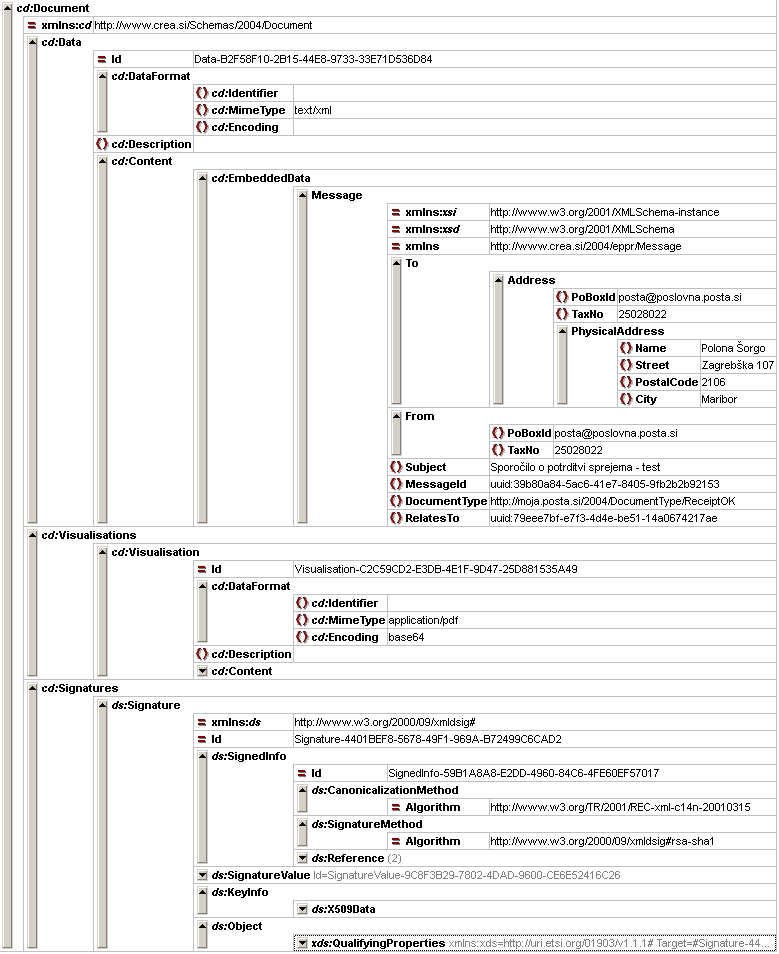 cd:Document
xmlns:cd http://www.crea.si/Schemas/2004/Document
cd:Data
Id Data-B2F58F10-2B15-44E8-9733-33E71D536D84
cd:DataFormat
cd:Identifier
cd:MimeType text/xml
cd:Encoding
cd:Description
cd:Content
cd:EmbeddedData
Message
xmlns:xsi http://www.w3.org/2001/XMLSchema-instance
xmlns:xsd http://www.w3.org/2001/XMLSchema
xmlns http://www.crea.si/2004/eppr/Message
To
Address
PoBoxId posta@poslovna.posta.si
TaxNo 25028022
PhysicalAddress
Name Polona Šorgo
Street Zagrebška 107
PostalCode 2106
City Maribor
From
PoBoxId posta@poslovna.posta.si
TaxNo 25028022
Subject Sporočilo o potrditvi sprejema - test
MessageId uuid:39b80a84-5ac6-41e7-8405-9fb2b2b92153
DocumentType http://moja.posta.si/2004/DocumentType/ReceiptOK
RelatesTo uuid:79eee7bf-e7f3-4d4e-be51-14a0674217ae
cd:Visualisations
cd:Visualisation
Id Visualisation-C2C59CD2-E3DB-4E1F-9D47-25D881535A49
cd:DataFormat
cd:Identifier
cd:MimeType application/pdf
cd:Encoding base64
cd:Description
cd:Content
cd:Signatures
ds:Signature
xmlns:ds http://www.w3.org/2000/09/xmldsig#
Id Signature-4401BEF8-5678-49F1-969A-B72499C6CAD2
ds:SignedInfo
Id SignedInfo-59B1A8A8-E2DD-4960-84C6-4FE60EF57017
ds:CanonicalizationMethod
Algorithm http://www.w3.org/TR/2001/REC-xml-c14n-20010315
ds:SignatureMethod
Algorithm http://www.w3.org/2000/09/xmldsig#rsa-sha1
ds:Reference (2)
ds:SignatureValue Id=SignatureValue-9C8F3B29-7802-4DAD-9600-CE6E52416C26
ds:KeyInfo
ds:X509Data
ds:Object
xds:QualifyingProperties xmlns:xds=http://uri.etsi.org/01903/v1.1.1# Target=#Signature-44...